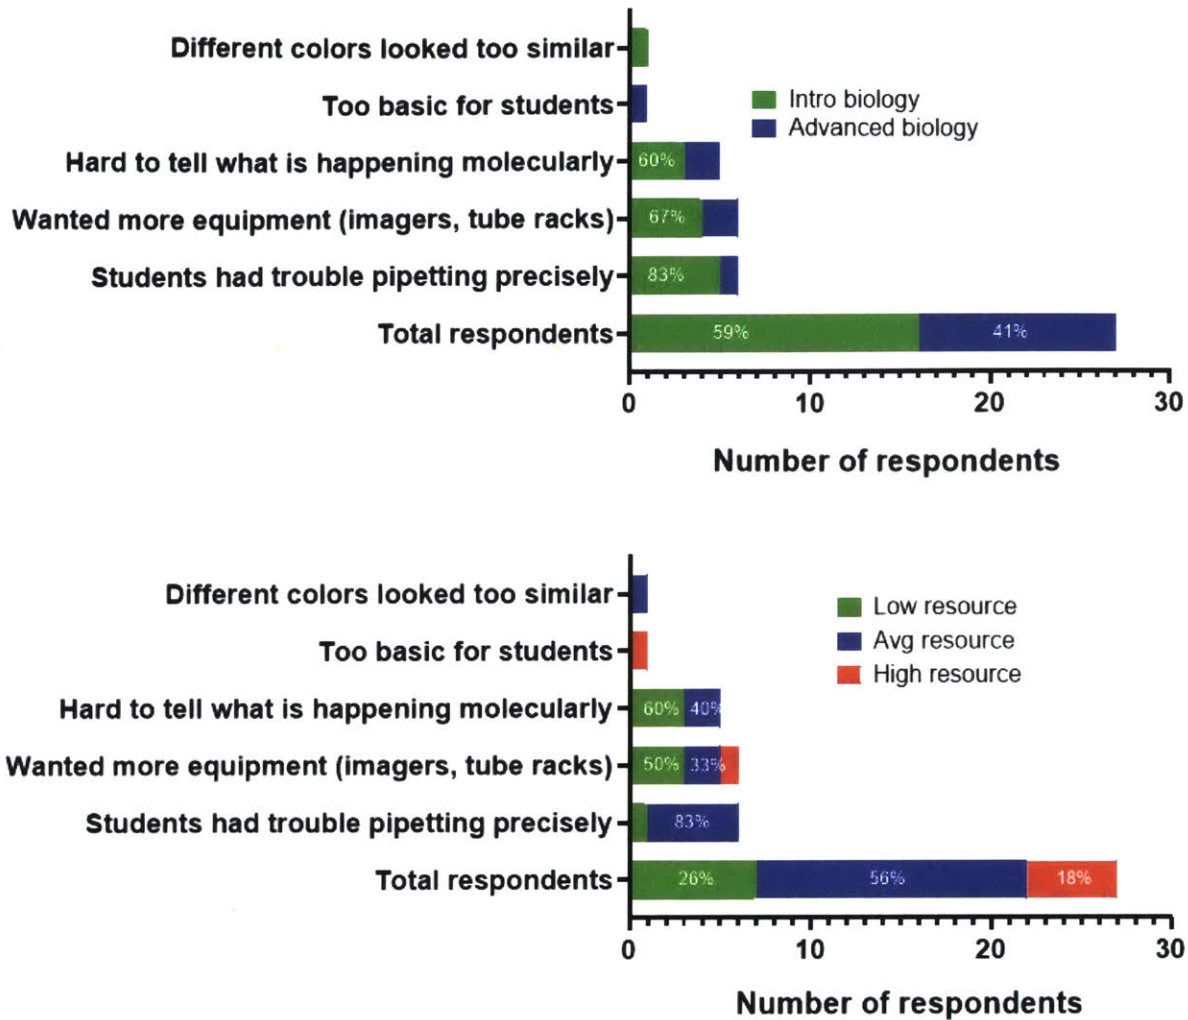 Different colors looked too similar
Too basic for students
Intro biology
Advanced biology
Hard to tell what is happening molecularly
60%
Wanted more equipment (imagers, tube racks)
67%
Students had trouble pipetting precisely
83%
Total respondents
59% 41%
0 10 20 30
Number of respondents
Different colors looked too similar
Too basic for students
Low resource
Avg resource
High resource
Hard to tell what is happening molecularly
60% 40%
Wanted more equipment (imagers, tube racks)
50% 33%
Students had trouble pipetting precisely
83%
Total respondents
26% 56% 18%
0 10 20 30
Number of respondents